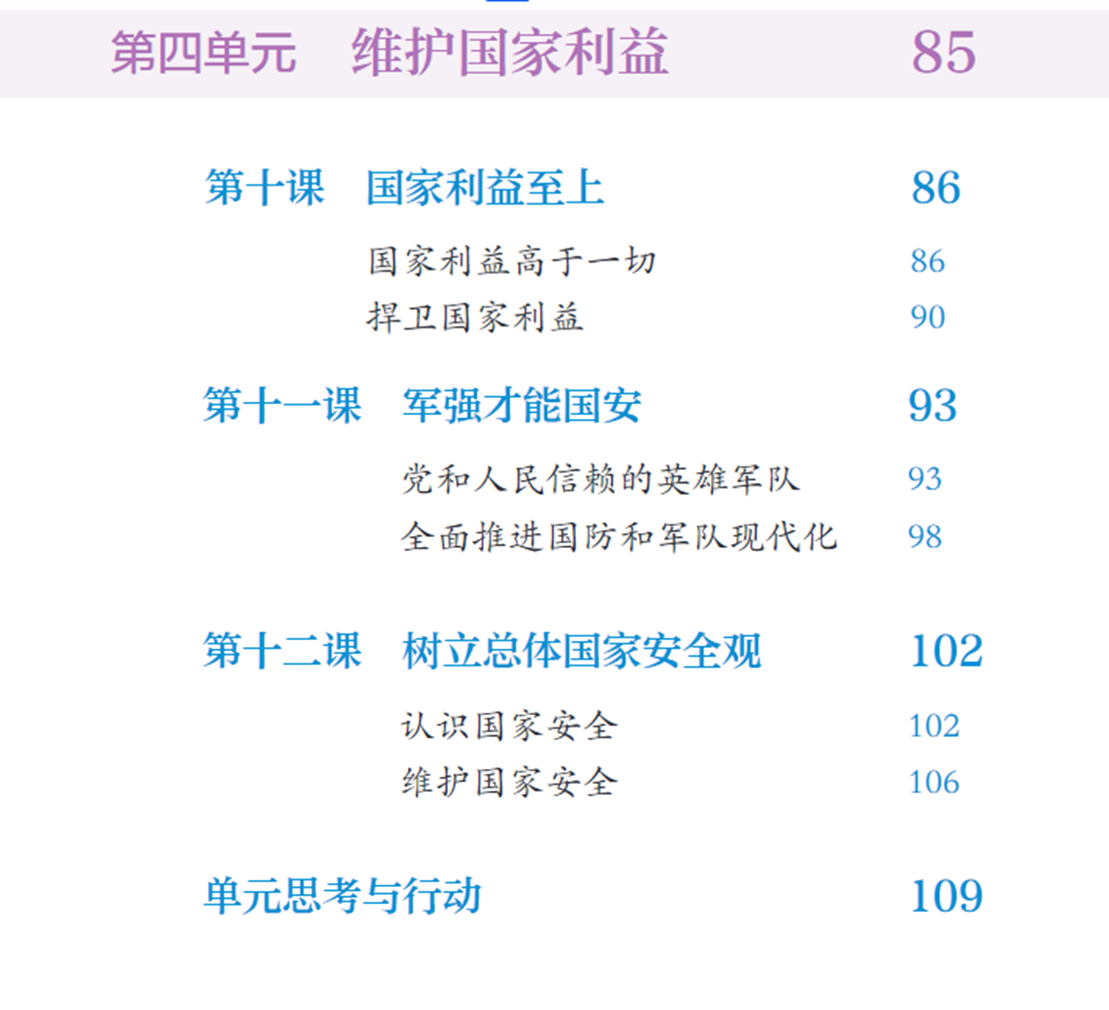 第四单元 维护国家利益 85
第十课 国家利益至上 86
国家利益高于一切 86
捍卫国家利益 90
第十一课 军强才能国安 93
党和人民信赖的英雄军队 93
全面推进国防和军队现代化 98
第十二课 树立总体国家安全观 102
认识国家安全 102
维护国家安全 106
单元思考与行动 109